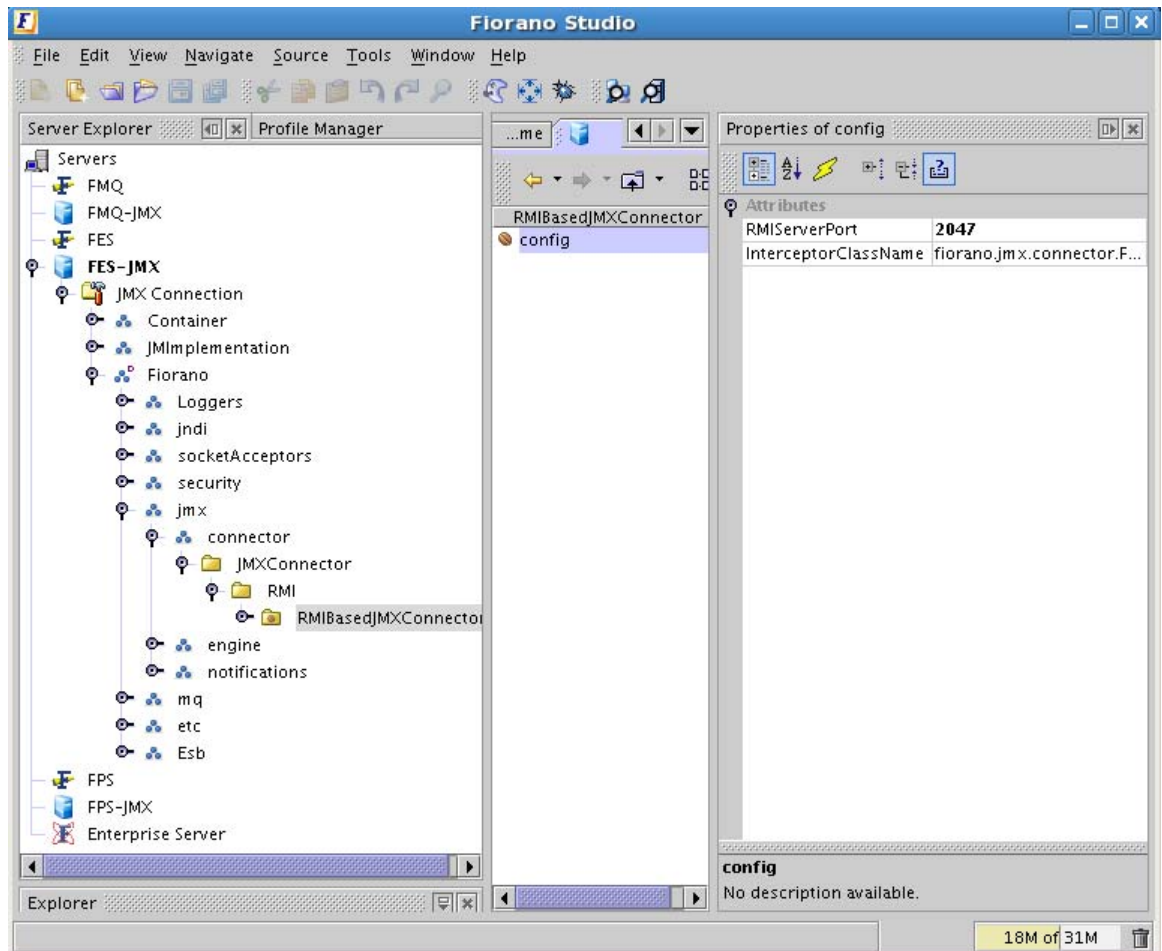 Fiorano Studio
File Edit View Navigate Source Tools Window Help
Server Explorer
Profile Manager
Servers
FMQ
FMQ-JMX
FES
FES-JMX
JMX Connection
Container
JMImplementation
Fiorano
Loggers
jndi
socketAcceptors
security
jmx
connector
JMXConnector
RMI
RMIBasedJMXConnector
engine
notifications
mq
etc
Esb
FPS
FPS-JMX
Enterprise Server
Explorer
...me
RMIBasedJMXConnector
config
Properties of config
Attributes
RMIServerPort 2047
InterceptorClassName fiorano.jmx.connector.F...
config
No description available.
18M of 31M